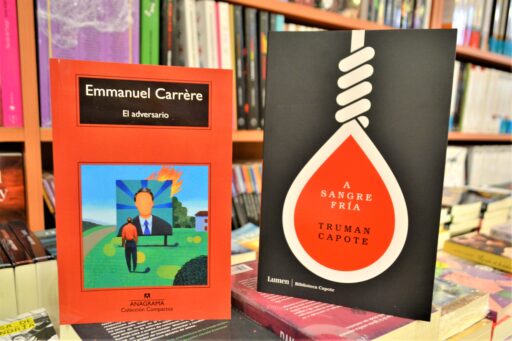 Emmanuel Carrère
El adversario
ANAGRAMA
Colección Compactos
A
SANGRE
FRÍA
TRUMAN
CAPOTE
Lumen | Biblioteca Capote